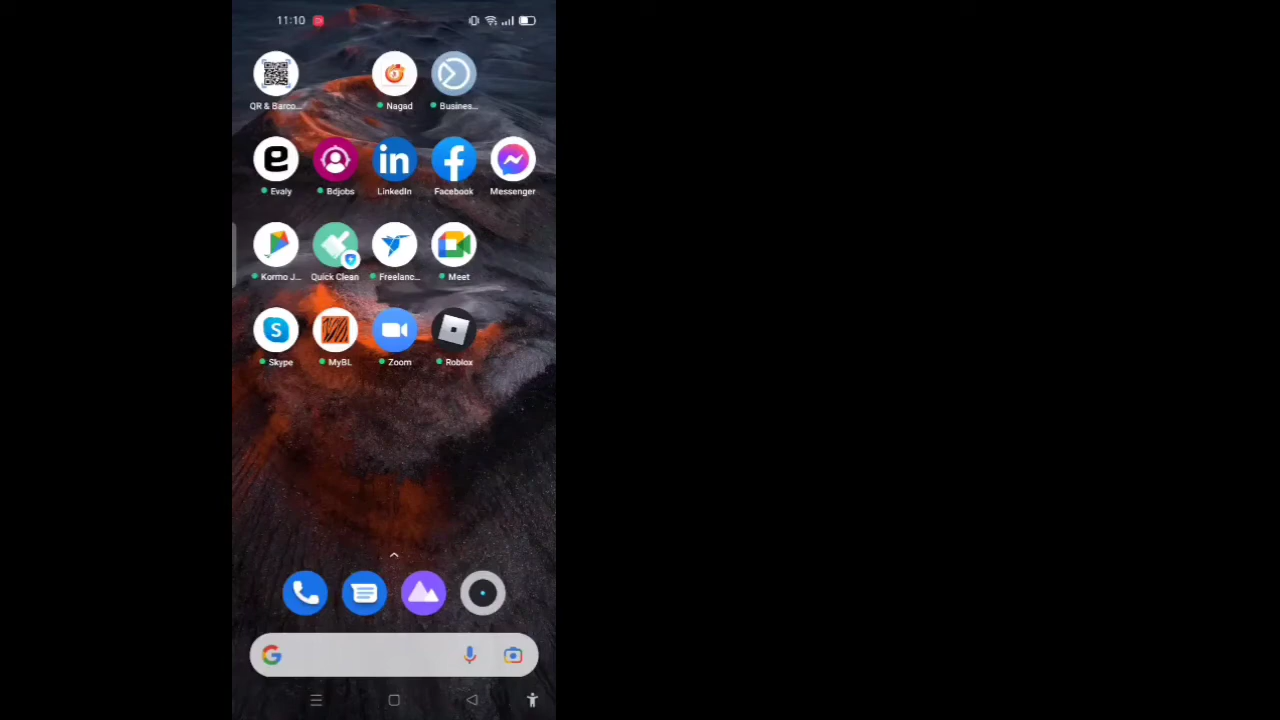 11:10
QR & Barco...
Nagad
Busines...
Evaly
Bdjobs
LinkedIn
Facebook
Messenger
Kormo J...
Quick Clean
Freelanc...
Meet
Skype
MyBL
Zoom
Roblox